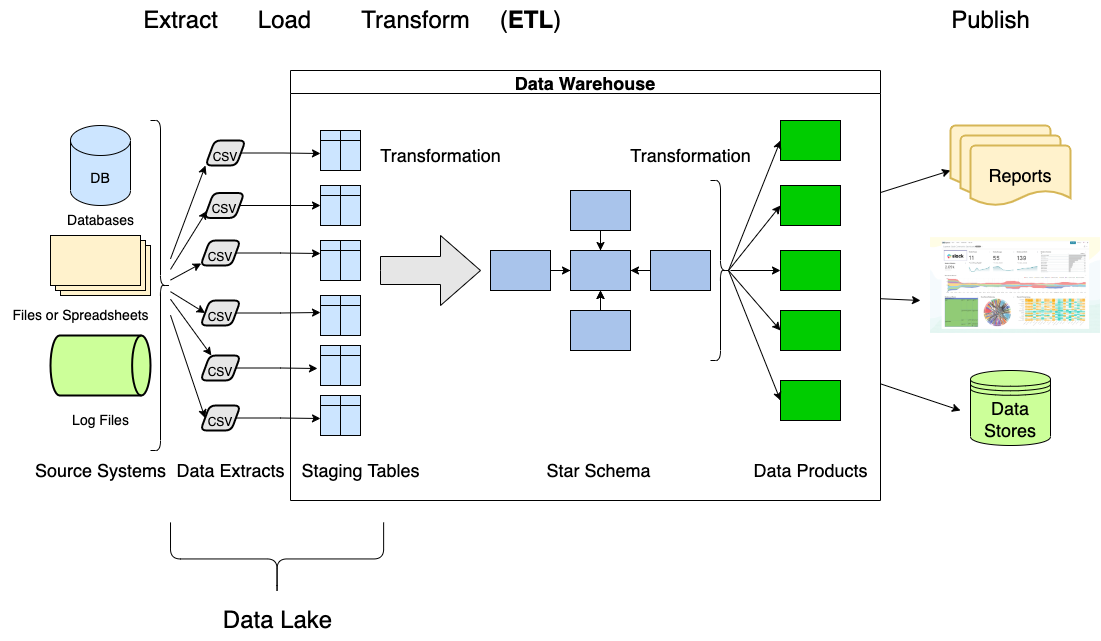 Extract Load Transform (ETL) Publish
Data Warehouse
DB
Databases
Files or Spreadsheets
Log Files
Source Systems
CSV
CSV
CSV
CSV
CSV
CSV
Data Extracts
Staging Tables
Transformation
Star Schema
Transformation
Data Products
Reports
slack
11
55
139
Data
Stores
Data Lake